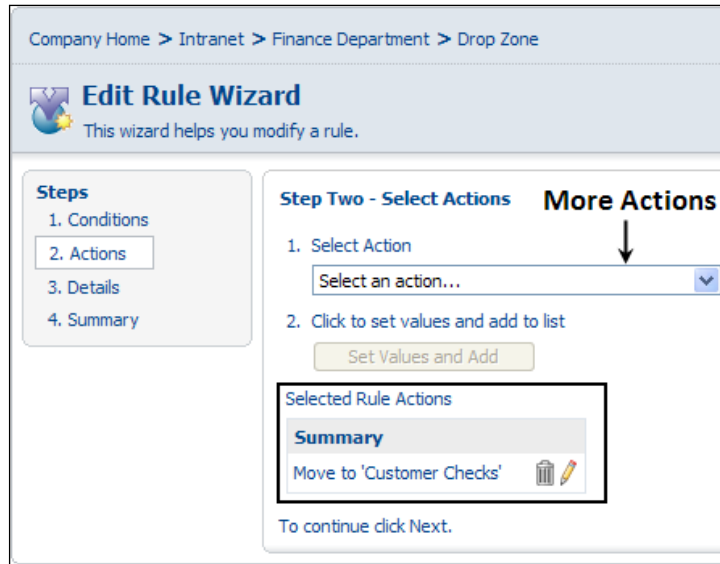 Company Home > Intranet > Finance Department > Drop Zone
Edit Rule Wizard
This wizard helps you modify a rule.
Steps
1. Conditions
2. Actions
3. Details
4. Summary
Step Two - Select Actions
More Actions
1. Select Action
Select an action...
2. Click to set values and add to list
Set Values and Add
Selected Rule Actions
Summary
Move to 'Customer Checks'
To continue click Next.